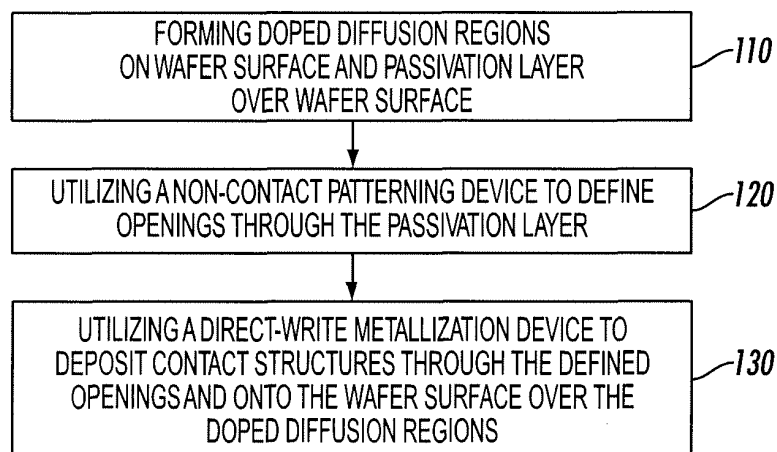 FORMING DOPED DIFFUSION REGIONS
ON WAFER SURFACE AND PASSIVATION LAYER
OVER WAFER SURFACE
110
UTILIZING A NON-CONTACT PATTERNING DEVICE TO DEFINE
OPENINGS THROUGH THE PASSIVATION LAYER
120
UTILIZING A DIRECT-WRITE METALLIZATION DEVICE TO
DEPOSIT CONTACT STRUCTURES THROUGH THE DEFINED
OPENINGS AND ONTO THE WAFER SURFACE OVER THE
DOPED DIFFUSION REGIONS
130